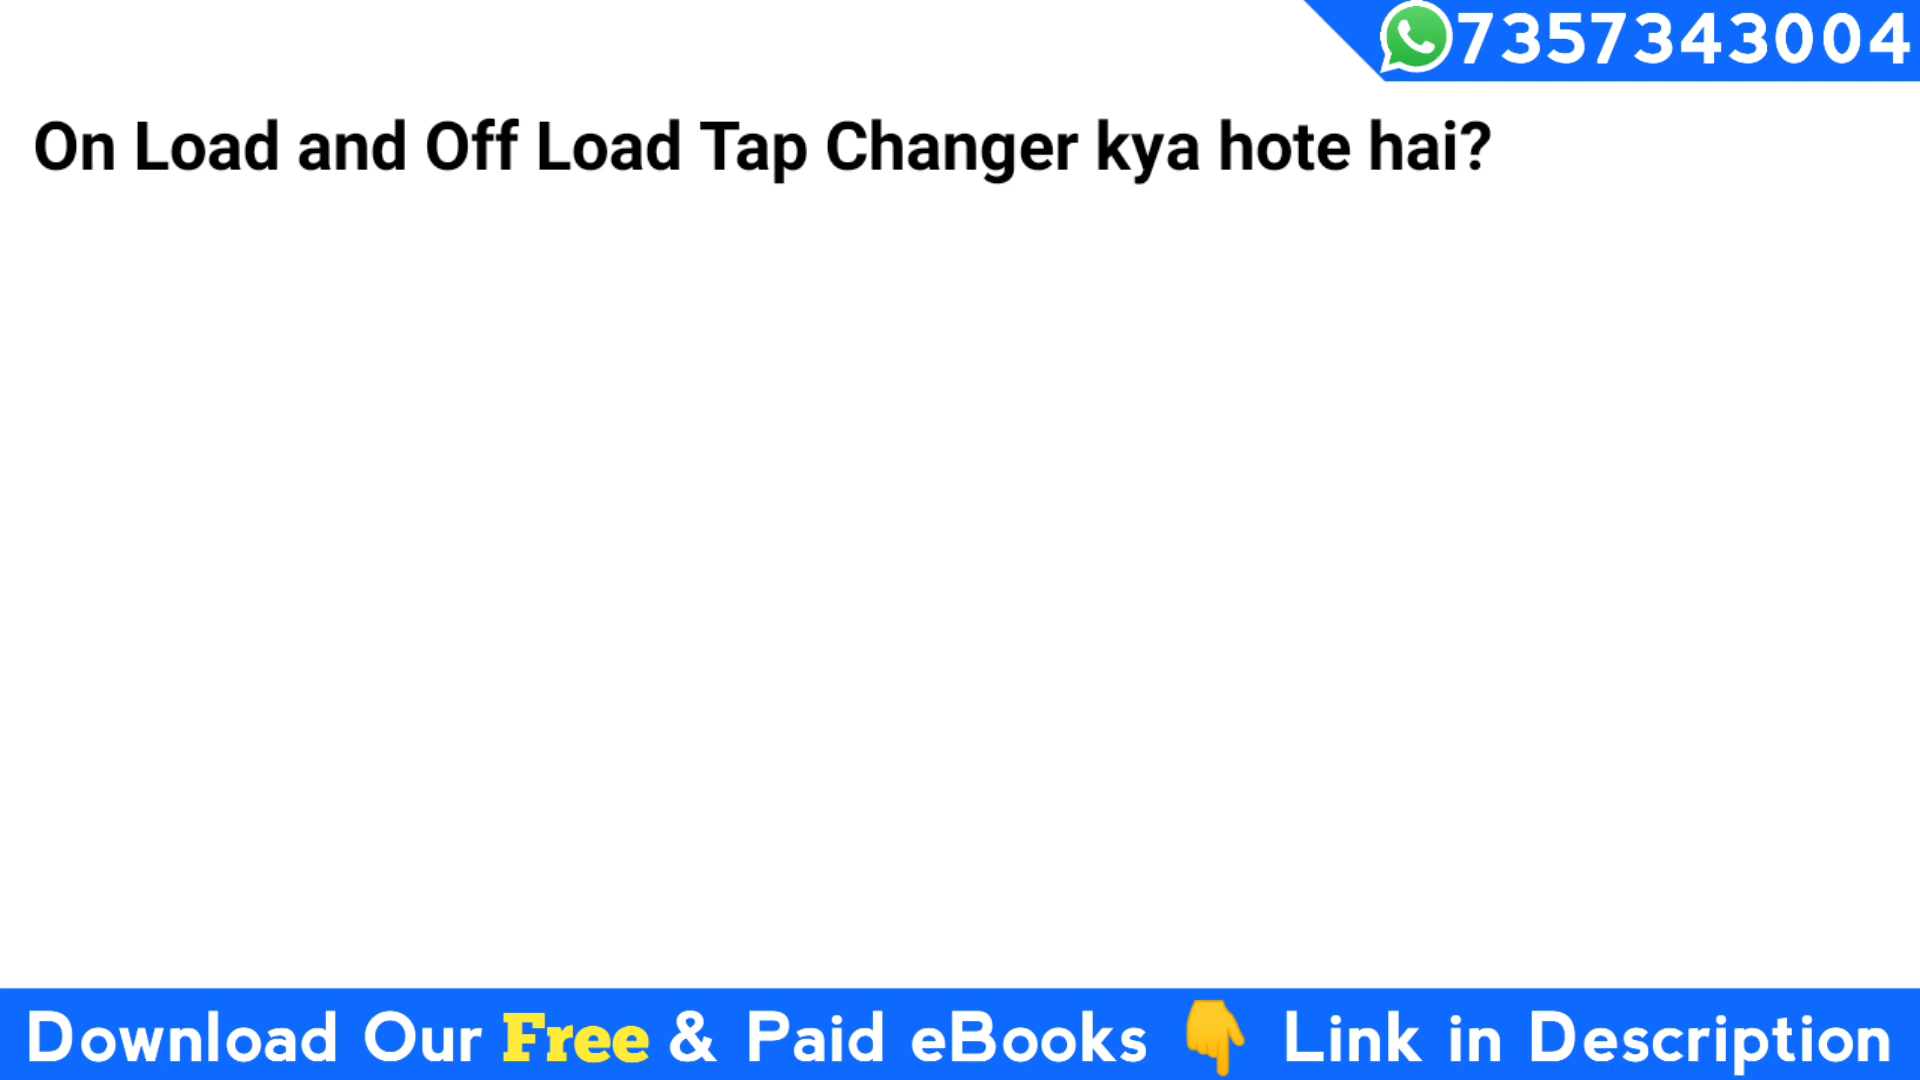 7357343004
On Load and Off Load Tap Changer kya hote hai?
Download Our Free & Paid eBooks 👇 Link in Description